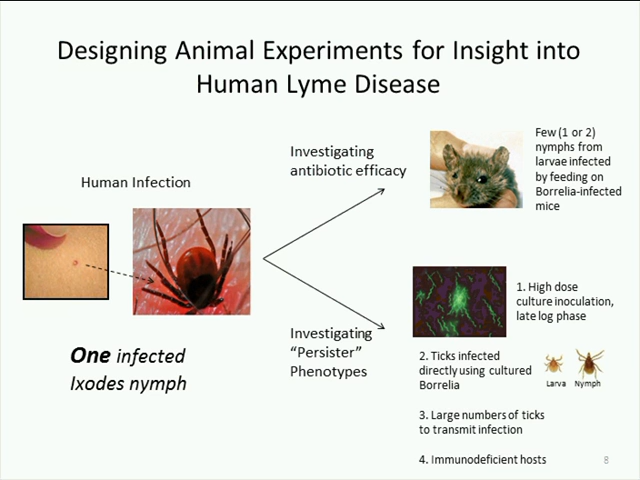 Designing Animal Experiments for Insight into
Human Lyme Disease
Human Infection
One infected
Ixodes nymph
Investigating
antibiotic efficacy
Few (1 or 2)
nymphs from
larvae infected
by feeding on
Borrelia-infected
mice
Investigating
“Persister”
Phenotypes
1. High dose
culture inoculation,
late log phase
2. Ticks infected
directly using cultured
Borrelia
Larva Nymph
3. Large numbers of ticks
to transmit infection
4. Immunodeficient hosts
8